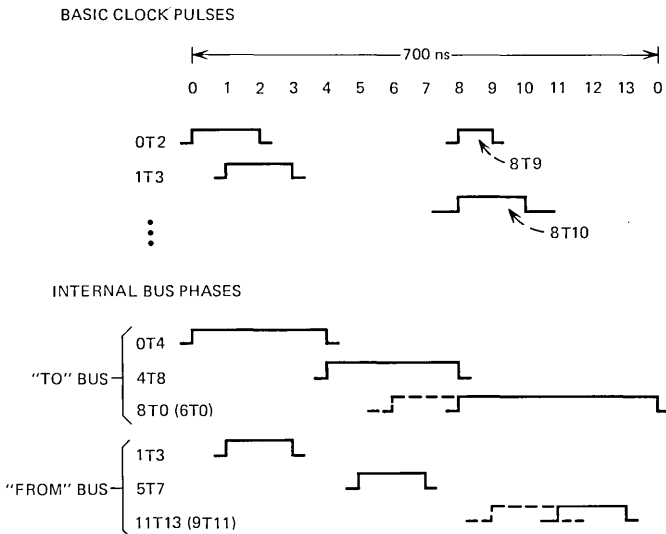 BASIC CLOCK PULSES
700 ns
0 1 2 3 4 5 6 7 8 9 10 11 12 13 0
0T2
8T9
1T3
8T10
INTERNAL BUS PHASES
0T4
"TO" BUS
4T8
8T0 (6T0)
1T3
"FROM" BUS
5T7
11T13 (9T11)